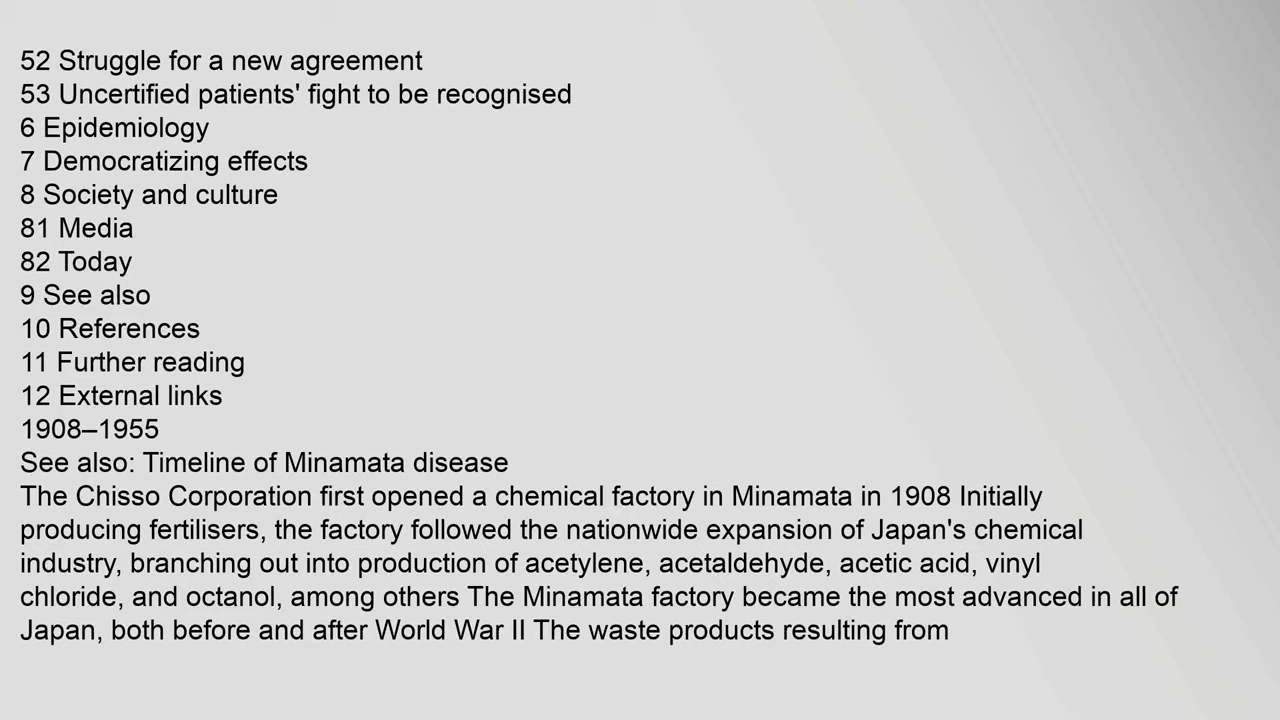 52 Struggle for a new agreement
53 Uncertified patients' fight to be recognised
6 Epidemiology
7 Democratizing effects
8 Society and culture
81 Media
82 Today
9 See also
10 References
11 Further reading
12 External links
1908–1955
See also: Timeline of Minamata disease
The Chisso Corporation first opened a chemical factory in Minamata in 1908 Initially
producing fertilisers, the factory followed the nationwide expansion of Japan's chemical
industry, branching out into production of acetylene, acetaldehyde, acetic acid, vinyl
chloride, and octanol, among others The Minamata factory became the most advanced in all of
Japan, both before and after World War II The waste products resulting from